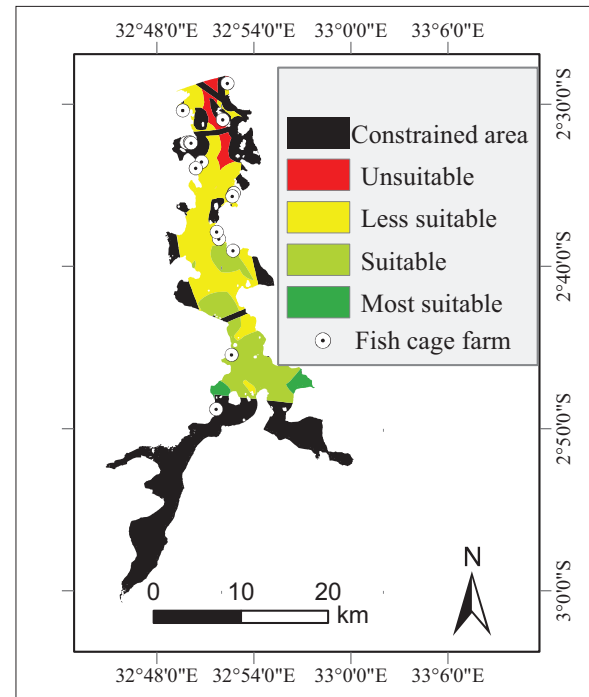 32°48'0"E 32°54'0"E 33°0'0"E 33°6'0"E
2°30'0"S
2°40'0"S
2°50'0"S
3°0'0"S
Constrained area
Unsuitable
Less suitable
Suitable
Most suitable
Fish cage farm
N
0 10 20
km
32°48'0"E 32°54'0"E 33°0'0"E 33°6'0"E